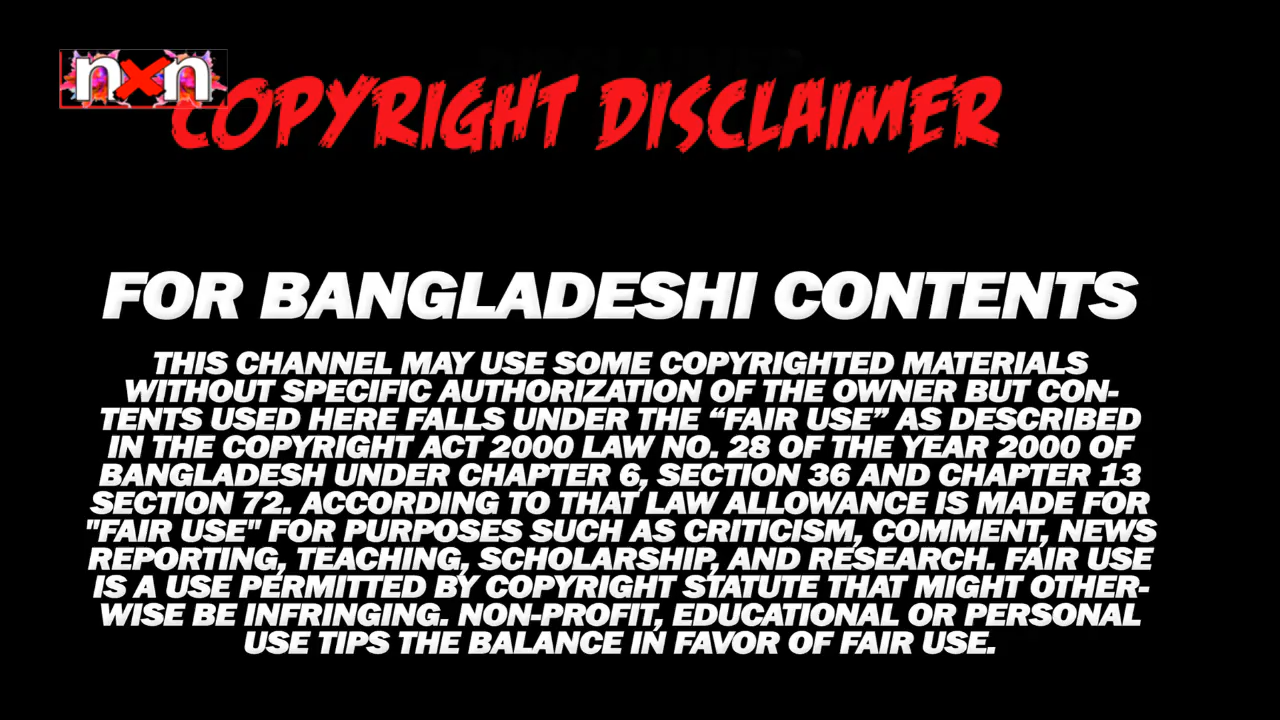 nxn
COPYRIGHT DISCLAIMER
FOR BANGLADESHI CONTENTS
THIS CHANNEL MAY USE SOME COPYRIGHTED MATERIALS
WITHOUT SPECIFIC AUTHORIZATION OF THE OWNER BUT CON-
TENTS USED HERE FALLS UNDER THE “FAIR USE” AS DESCRIBED
IN THE COPYRIGHT ACT 2000 LAW NO. 28 OF THE YEAR 2000 OF
BANGLADESH UNDER CHAPTER 6, SECTION 36 AND CHAPTER 13
SECTION 72. ACCORDING TO THAT LAW ALLOWANCE IS MADE FOR
"FAIR USE" FOR PURPOSES SUCH AS CRITICISM, COMMENT, NEWS
REPORTING, TEACHING, SCHOLARSHIP, AND RESEARCH. FAIR USE
IS A USE PERMITTED BY COPYRIGHT STATUTE THAT MIGHT OTHER-
WISE BE INFRINGING. NON-PROFIT, EDUCATIONAL OR PERSONAL
USE TIPS THE BALANCE IN FAVOR OF FAIR USE.